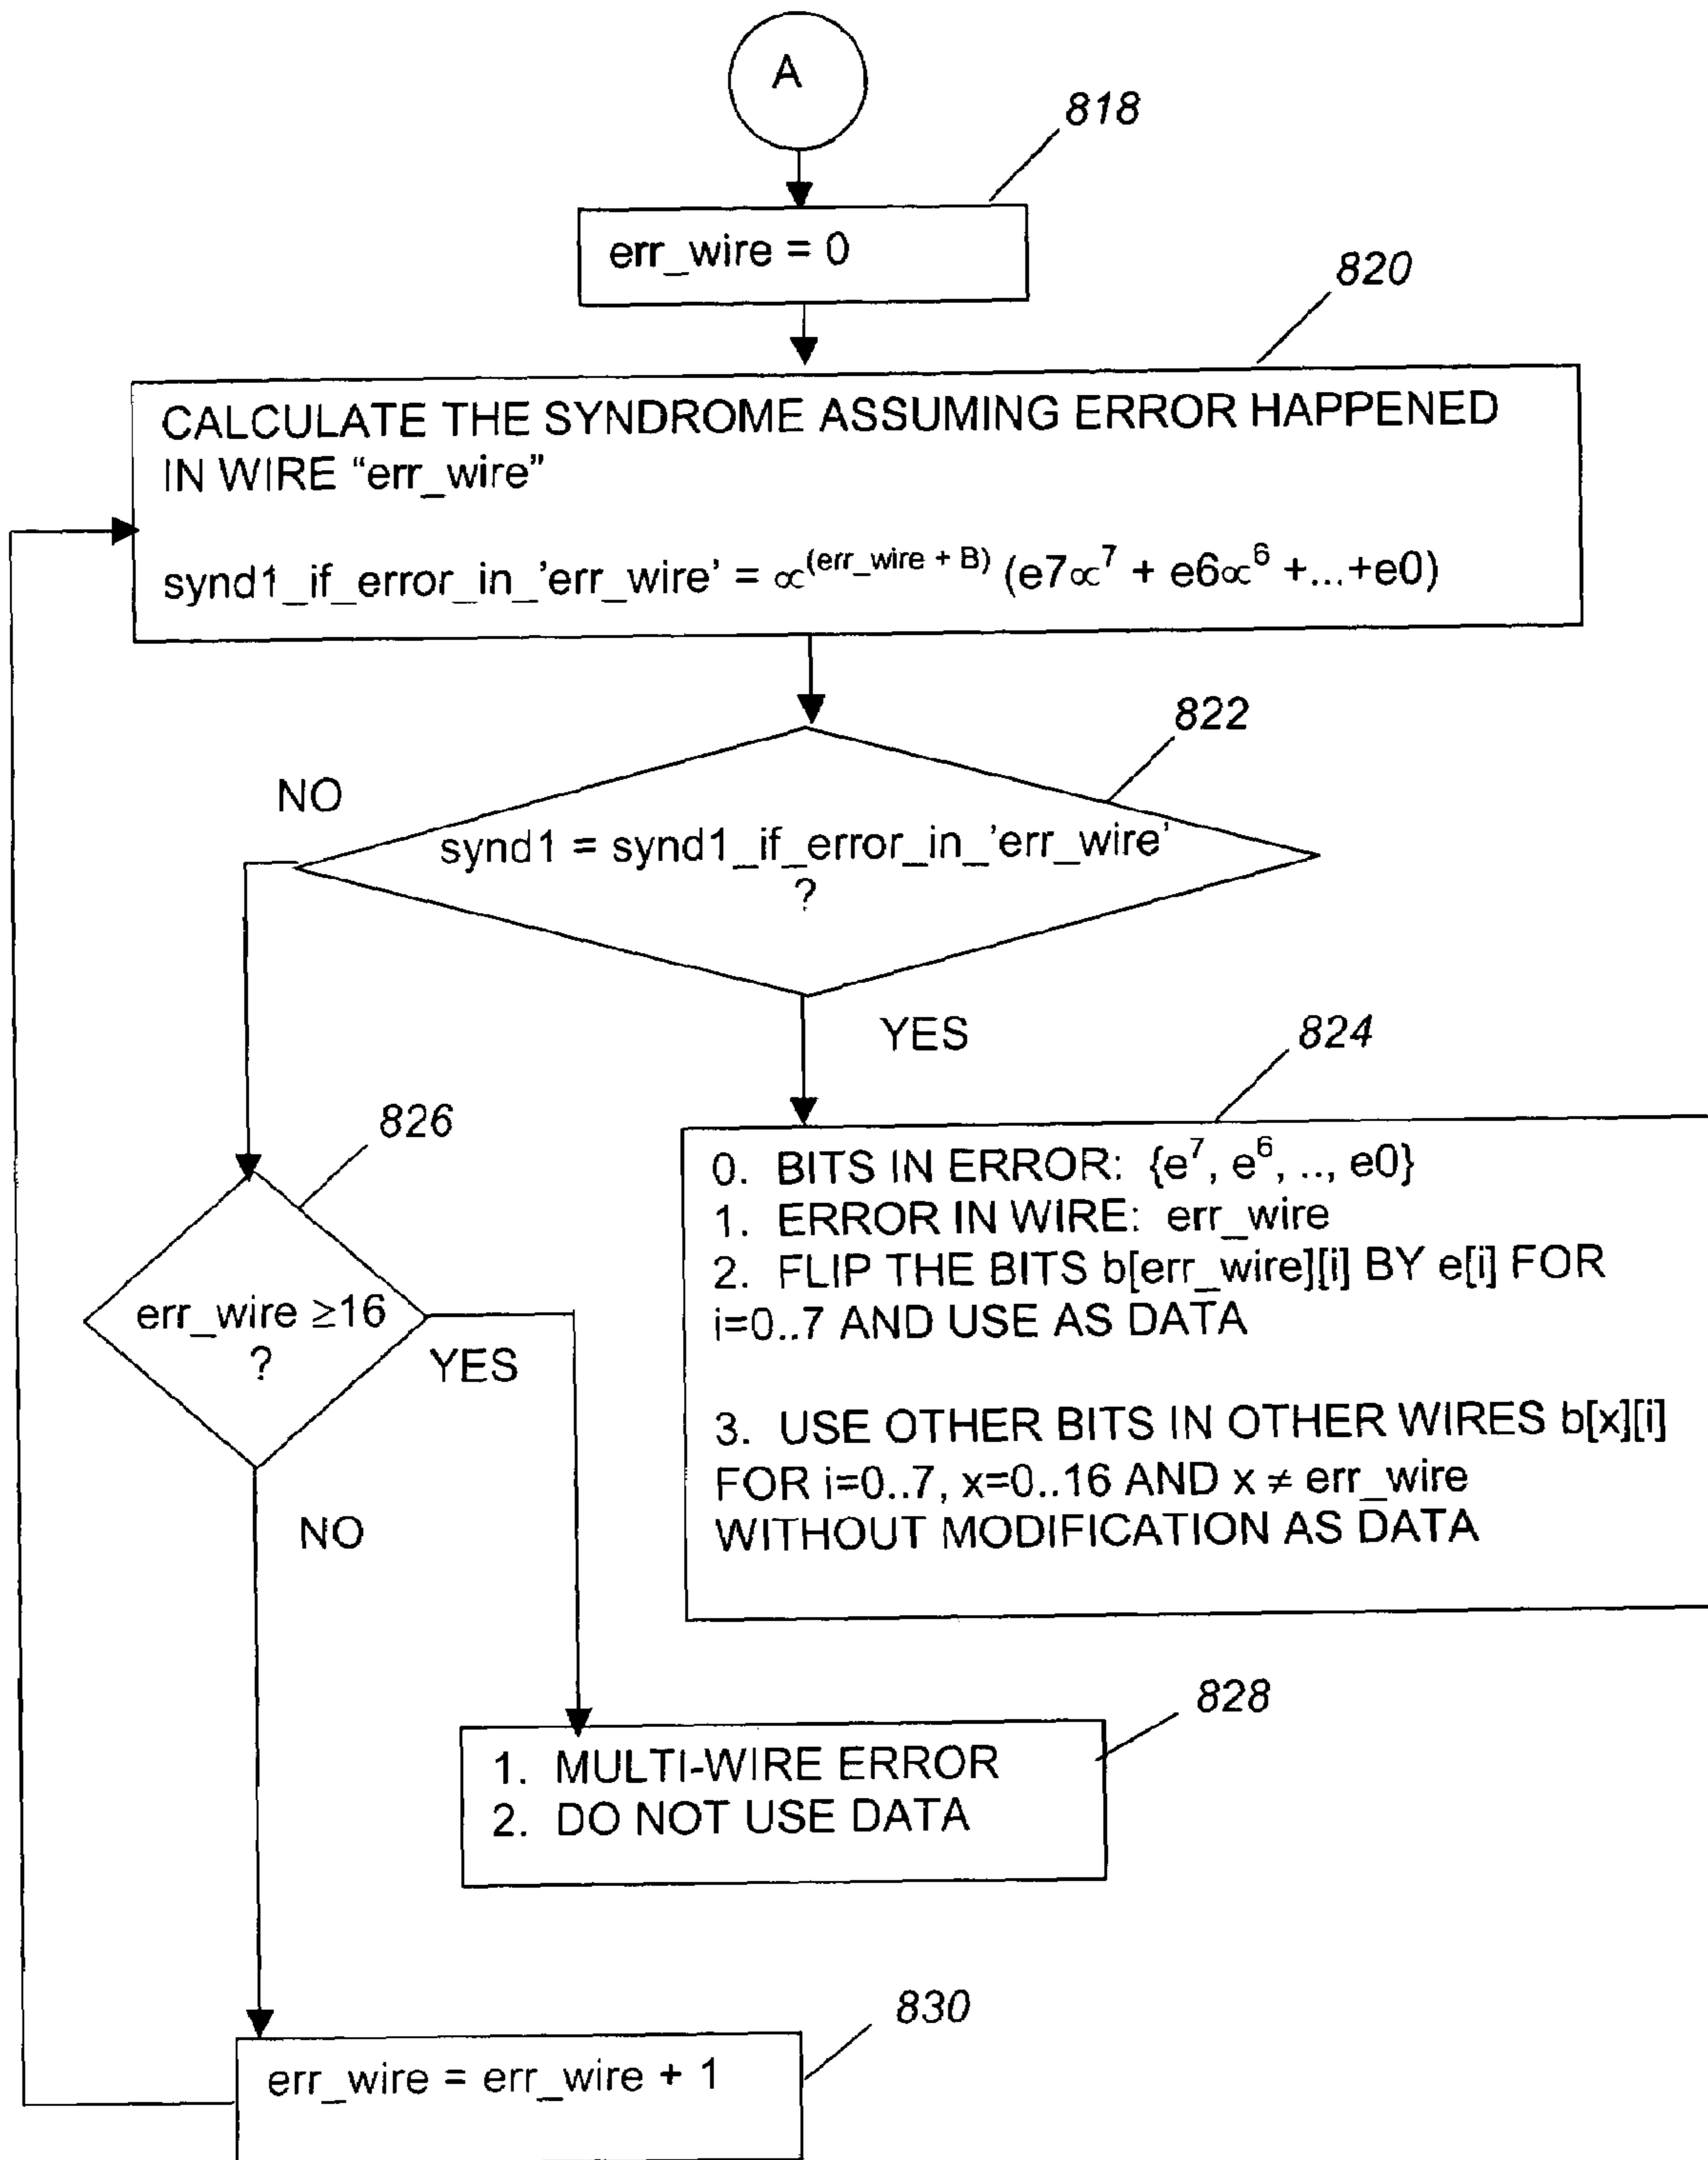 A
818
err_wire = 0
820
CALCULATE THE SYNDROME ASSUMING ERROR HAPPENED
IN WIRE “err_wire”
synd1_if_error_in_’err_wire’ = ∝^(err_wire + B) (e7∝^7 + e6∝^6 +...+e0)
822
NO
synd1 = synd1_if_error_in_’err_wire’
?
YES
824
0. BITS IN ERROR: {e^7, e^6, .., e0}
1. ERROR IN WIRE: err_wire
2. FLIP THE BITS b[err_wire][i] BY e[i] FOR
i=0..7 AND USE AS DATA
3. USE OTHER BITS IN OTHER WIRES b[x][i]
FOR i=0..7, x=0..16 AND x ≠ err_wire
WITHOUT MODIFICATION AS DATA
826
err_wire ≥16
?
YES
NO
828
1. MULTI-WIRE ERROR
2. DO NOT USE DATA
830
err_wire = err_wire + 1